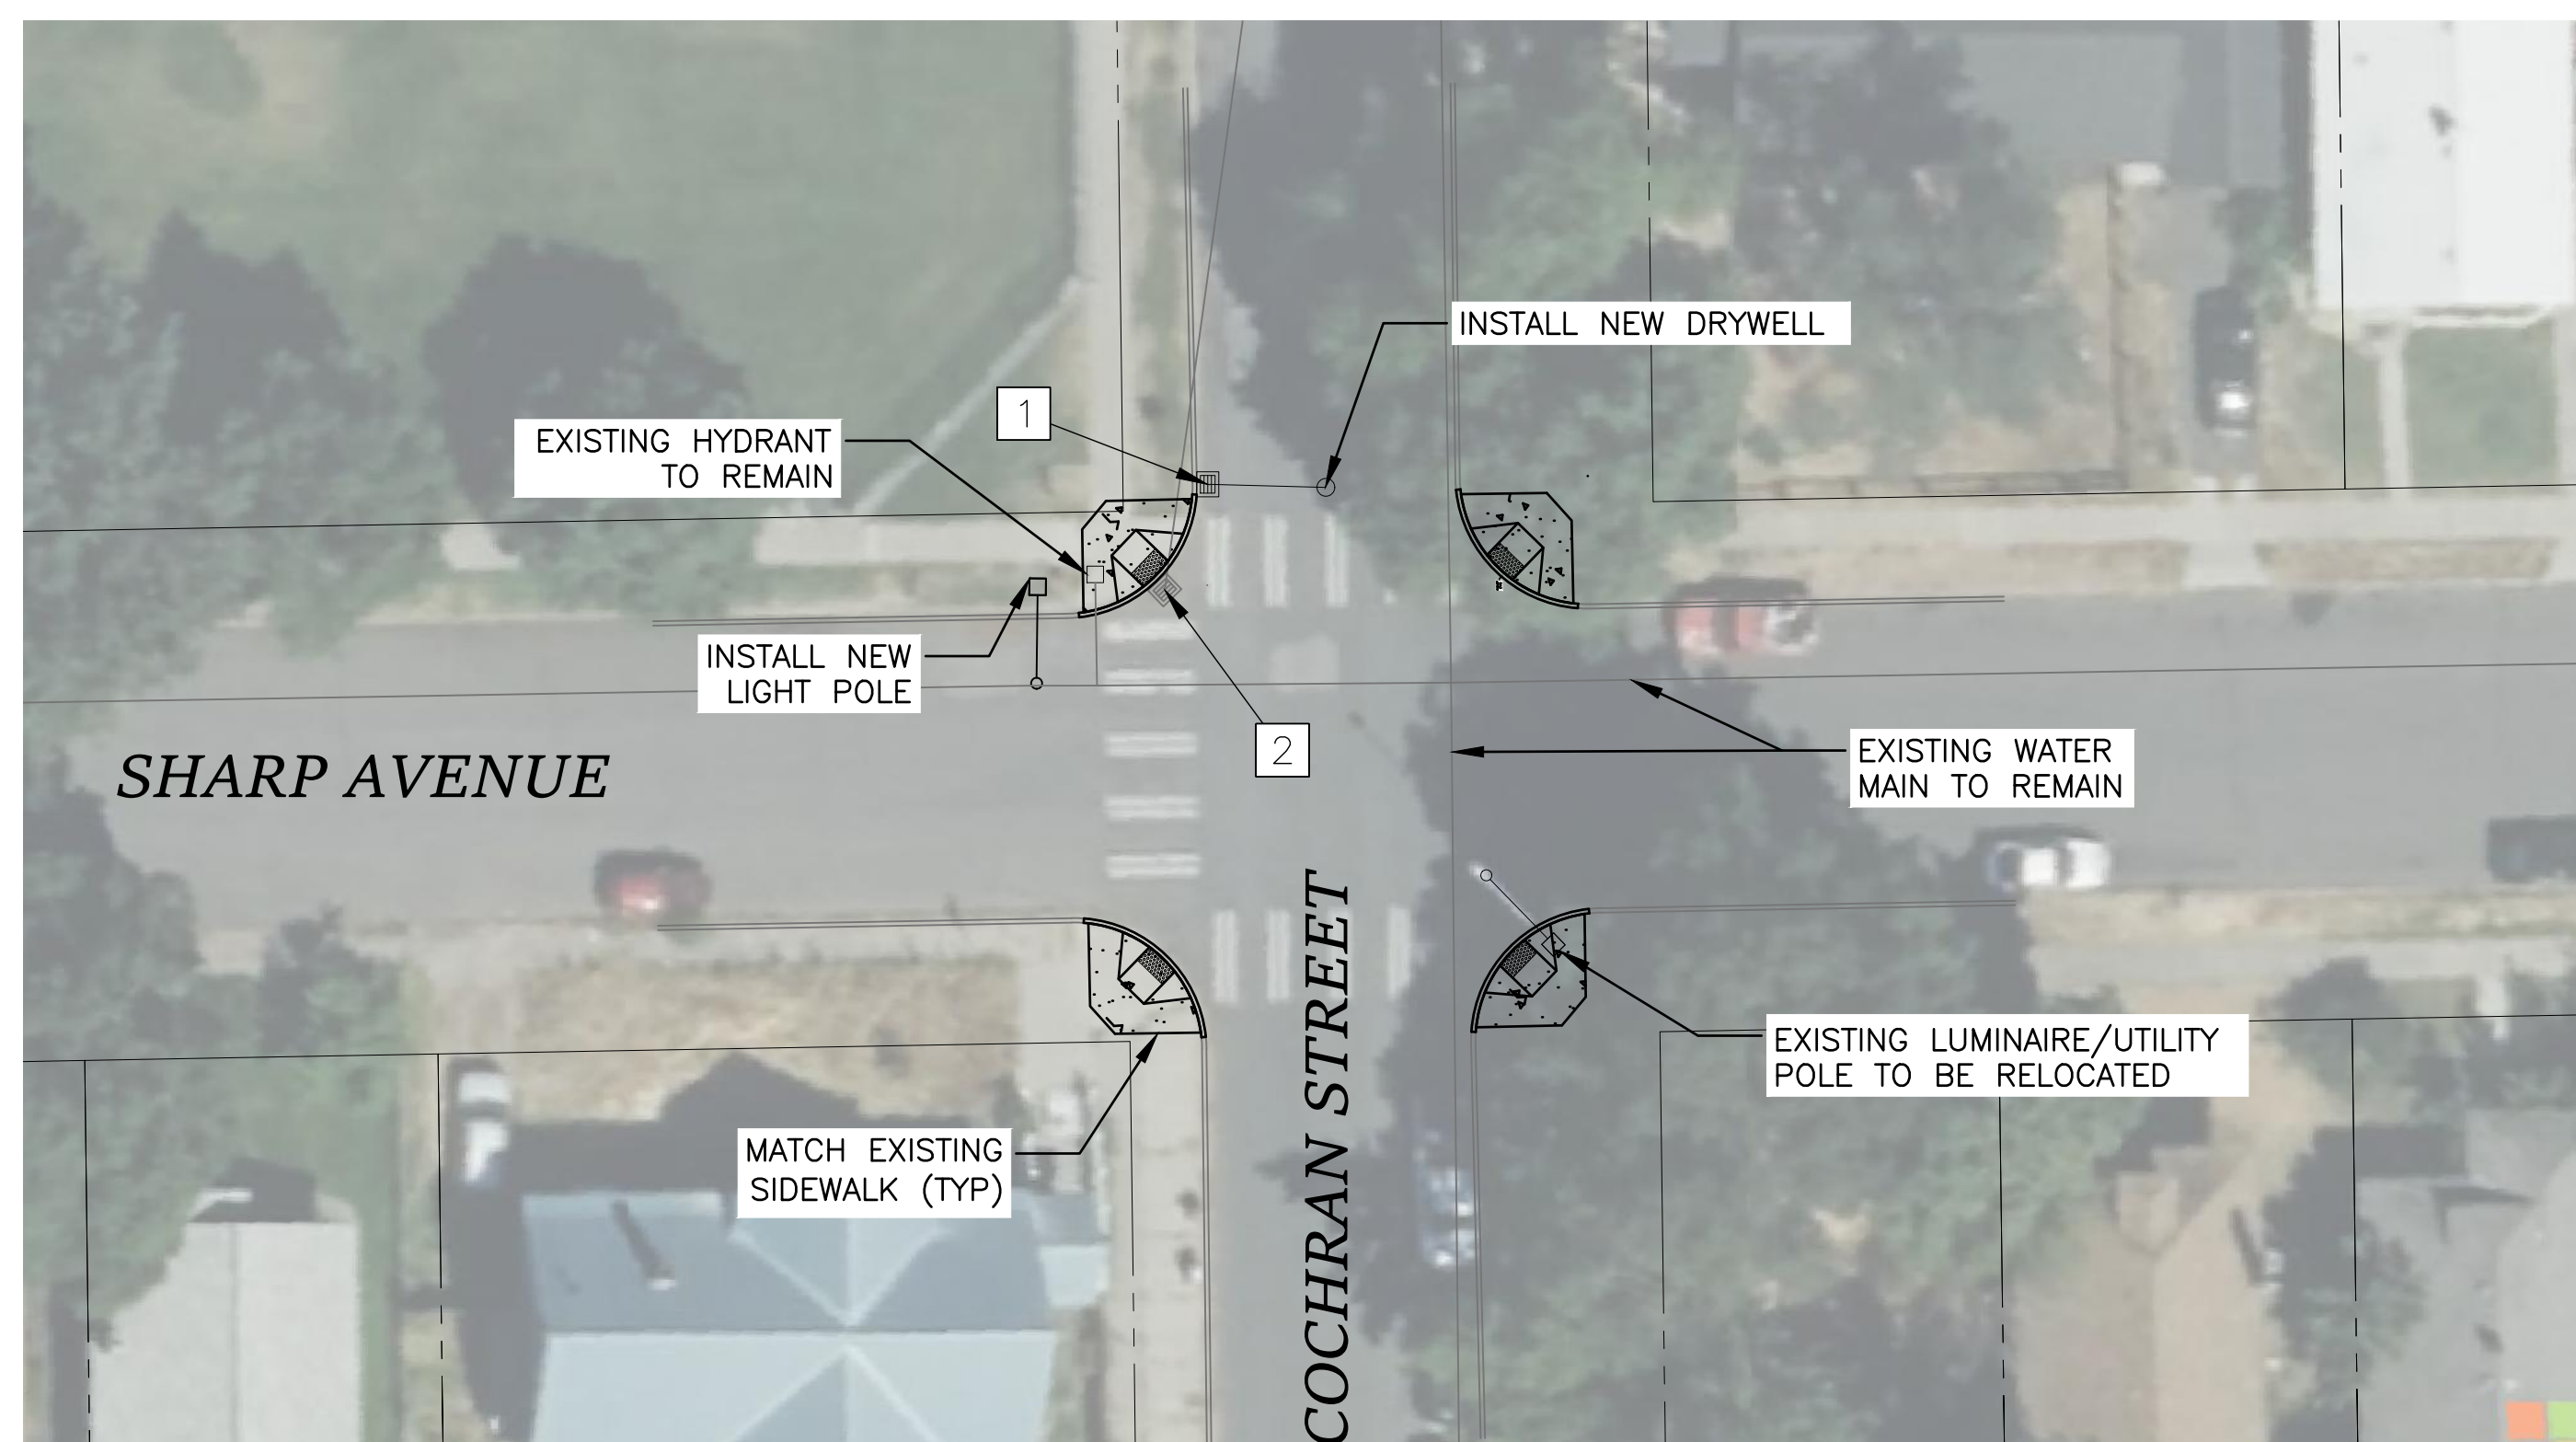 INSTALL NEW DRYWELL
1
EXISTING HYDRANT
TO REMAIN
INSTALL NEW
LIGHT POLE
2
EXISTING WATER
MAIN TO REMAIN
SHARP AVENUE
COCHRAN STREET
EXISTING LUMINAIRE/UTILITY
POLE TO BE RELOCATED
MATCH EXISTING
SIDEWALK (TYP)